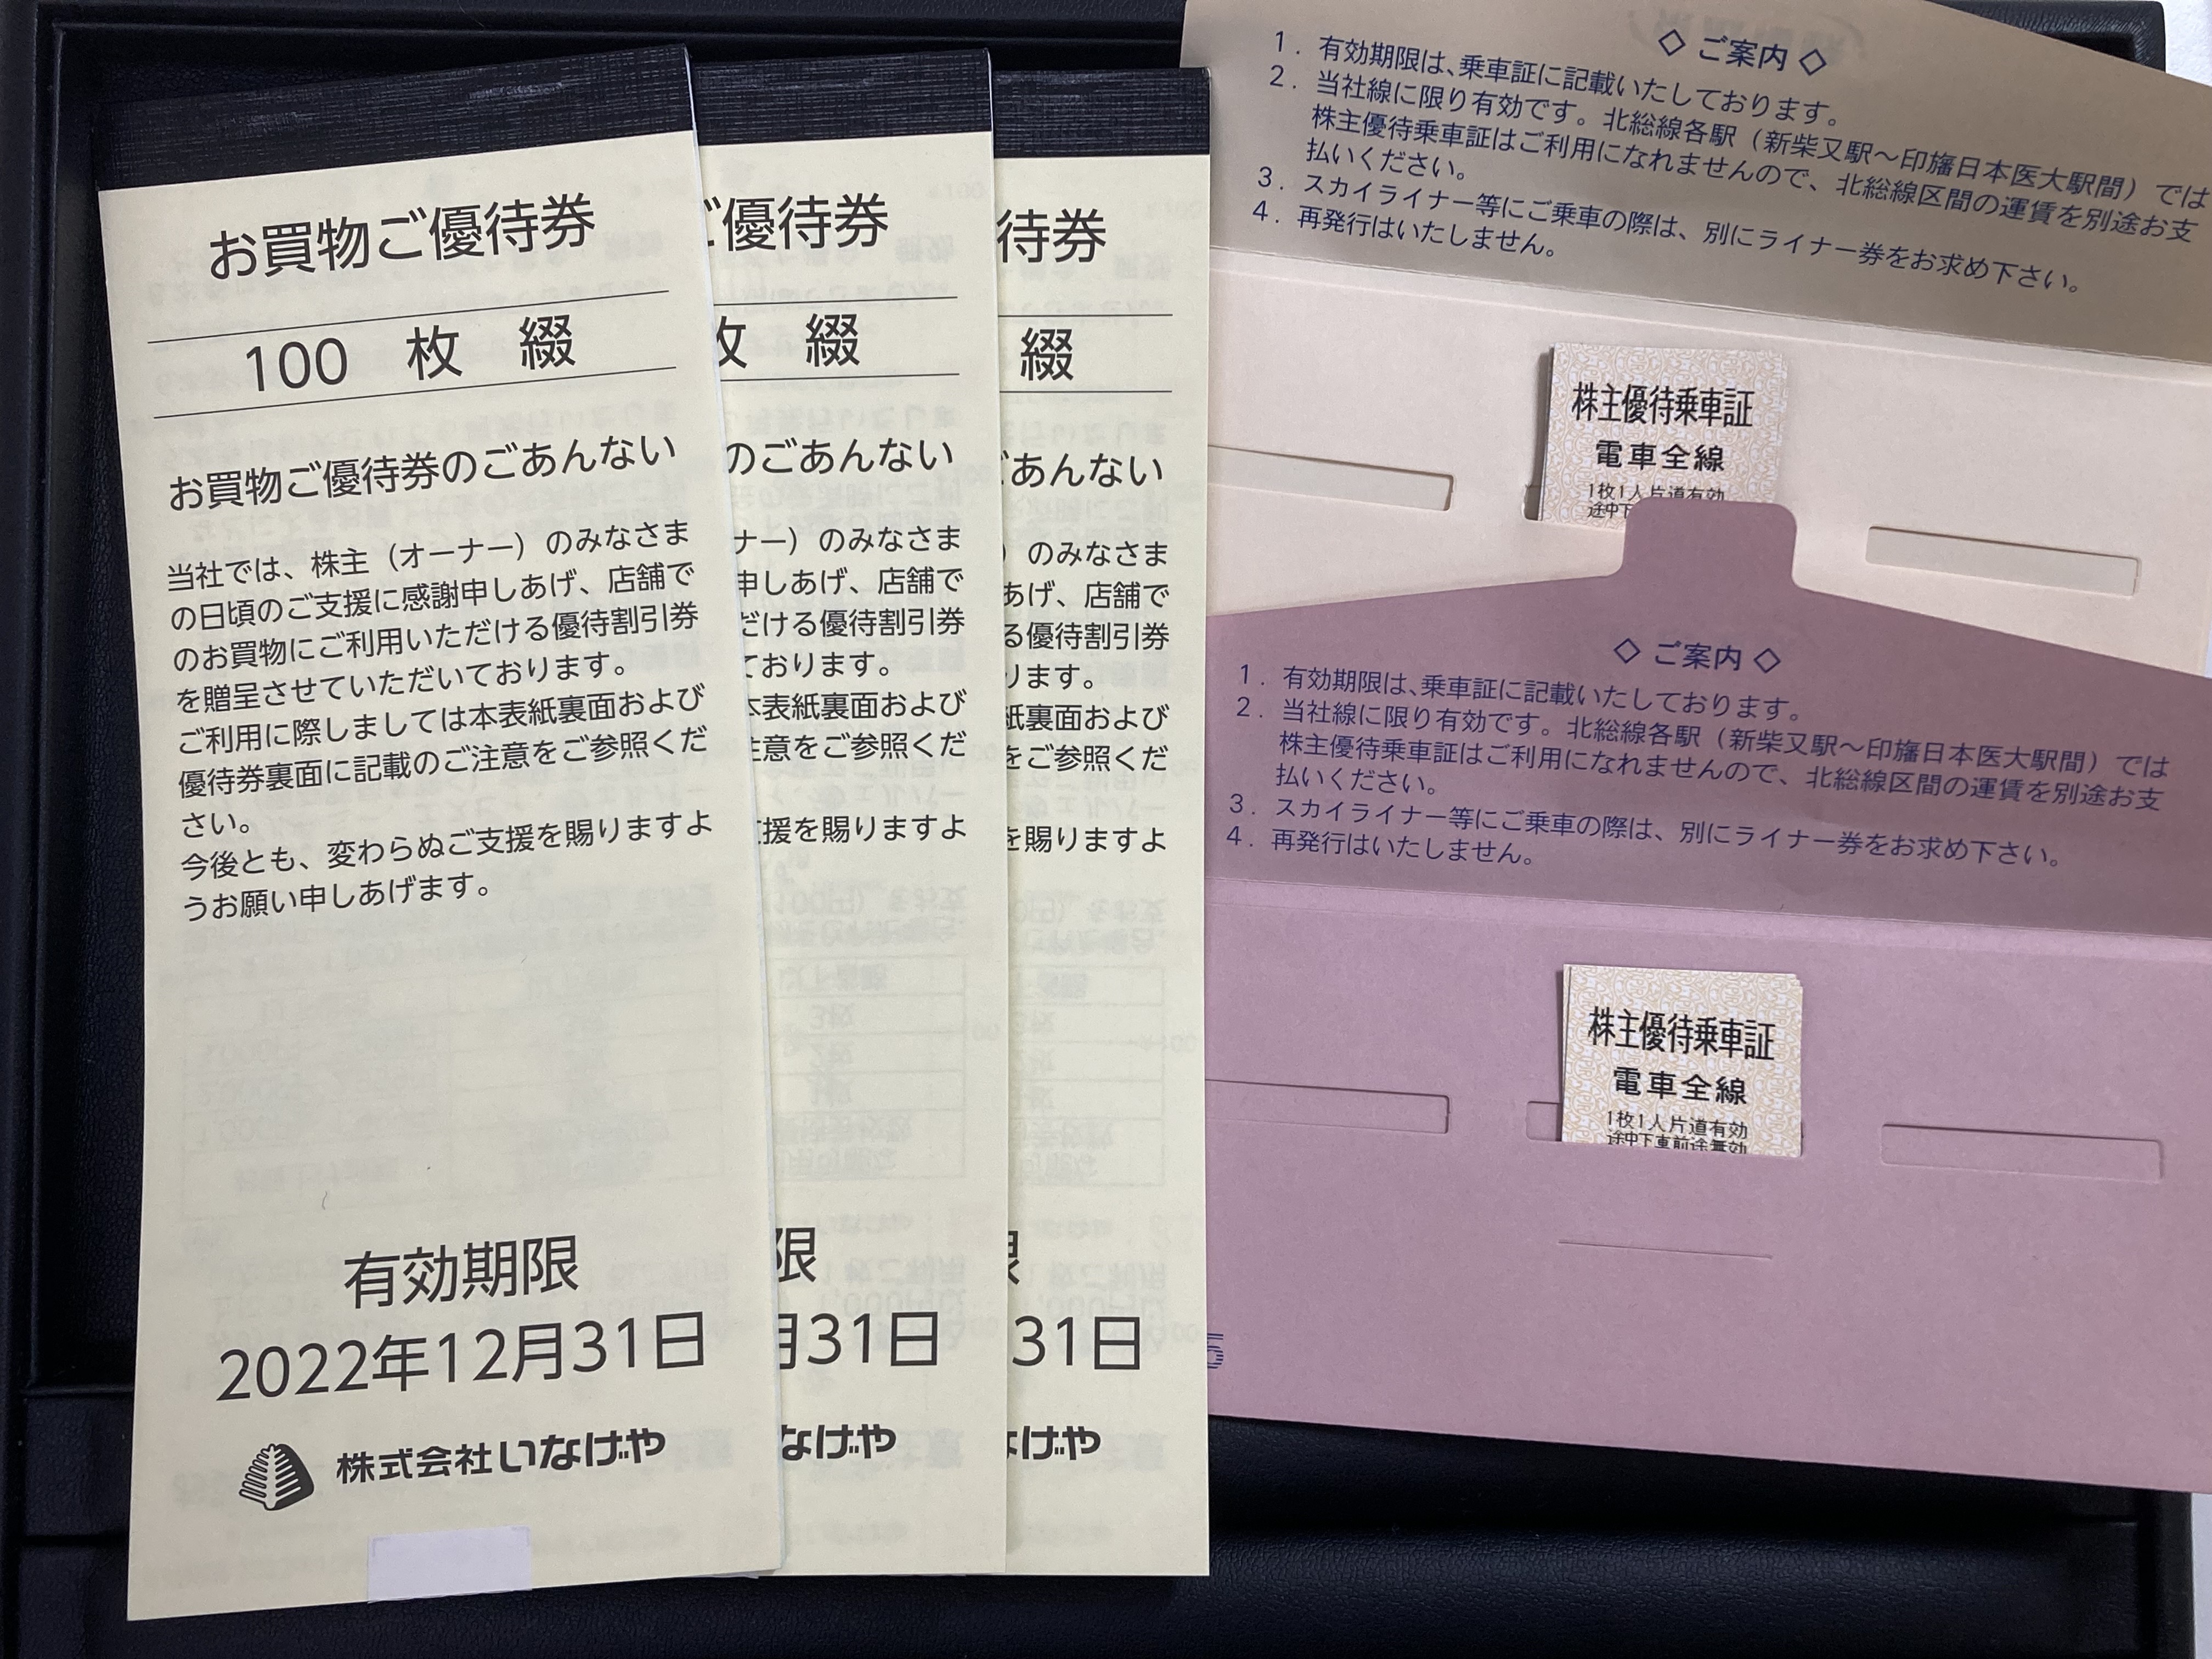 お買物ご優待券
100 枚 綴
お買物ご優待券のごあんない
当社では、株主（オーナー）のみなさま
の日頃のご支援に感謝申しあげ、店舗で
のお買物にご利用いただける優待割引券
を贈呈させていただいております。
ご利用に際しましては本表紙裏面および
優待券裏面に記載のご注意をご参照くだ
さい。
今後とも、変わらぬご支援を賜りますよ
うお願い申しあげます。
有効期限
2022年12月31日
株式会社いなげや
ご優待券
枚 綴
のごあんない
ナー）のみなさま
申しあげ、店舗で
だける優待割引券
ております。
本表紙裏面および
注意をご参照くだ
支援を賜りますよ
限
月31日
なげや
待券
綴
ごあんない
）のみなさま
あげ、店舗で
る優待割引券
ります。
紙裏面および
をご参照くだ
を賜りますよ
限
31日
げや
◇ ご案内 ◇
1. 有効期限は、乗車証に記載いたしております。
2. 当社線に限り有効です。北総線各駅（新柴又駅～印旛日本医大駅間）では
株主優待乗車証はご利用になれませんので、北総線区間の運賃を別途お支
払いください。
3. スカイライナー等にご乗車の際は、別にライナー券をお求め下さい。
4. 再発行はいたしません。
株主優待乗車証
電車全線
1枚1人片道有効
途中下
◇ ご案内 ◇
1. 有効期限は、乗車証に記載いたしております。
2. 当社線に限り有効です。北総線各駅（新柴又駅～印旛日本医大駅間）では
株主優待乗車証はご利用になれませんので、北総線区間の運賃を別途お支
払いください。
3. スカイライナー等にご乗車の際は、別にライナー券をお求め下さい。
4. 再発行はいたしません。
株主優待乗車証
電車全線
1枚1人片道有効
途中下車前途無効
5